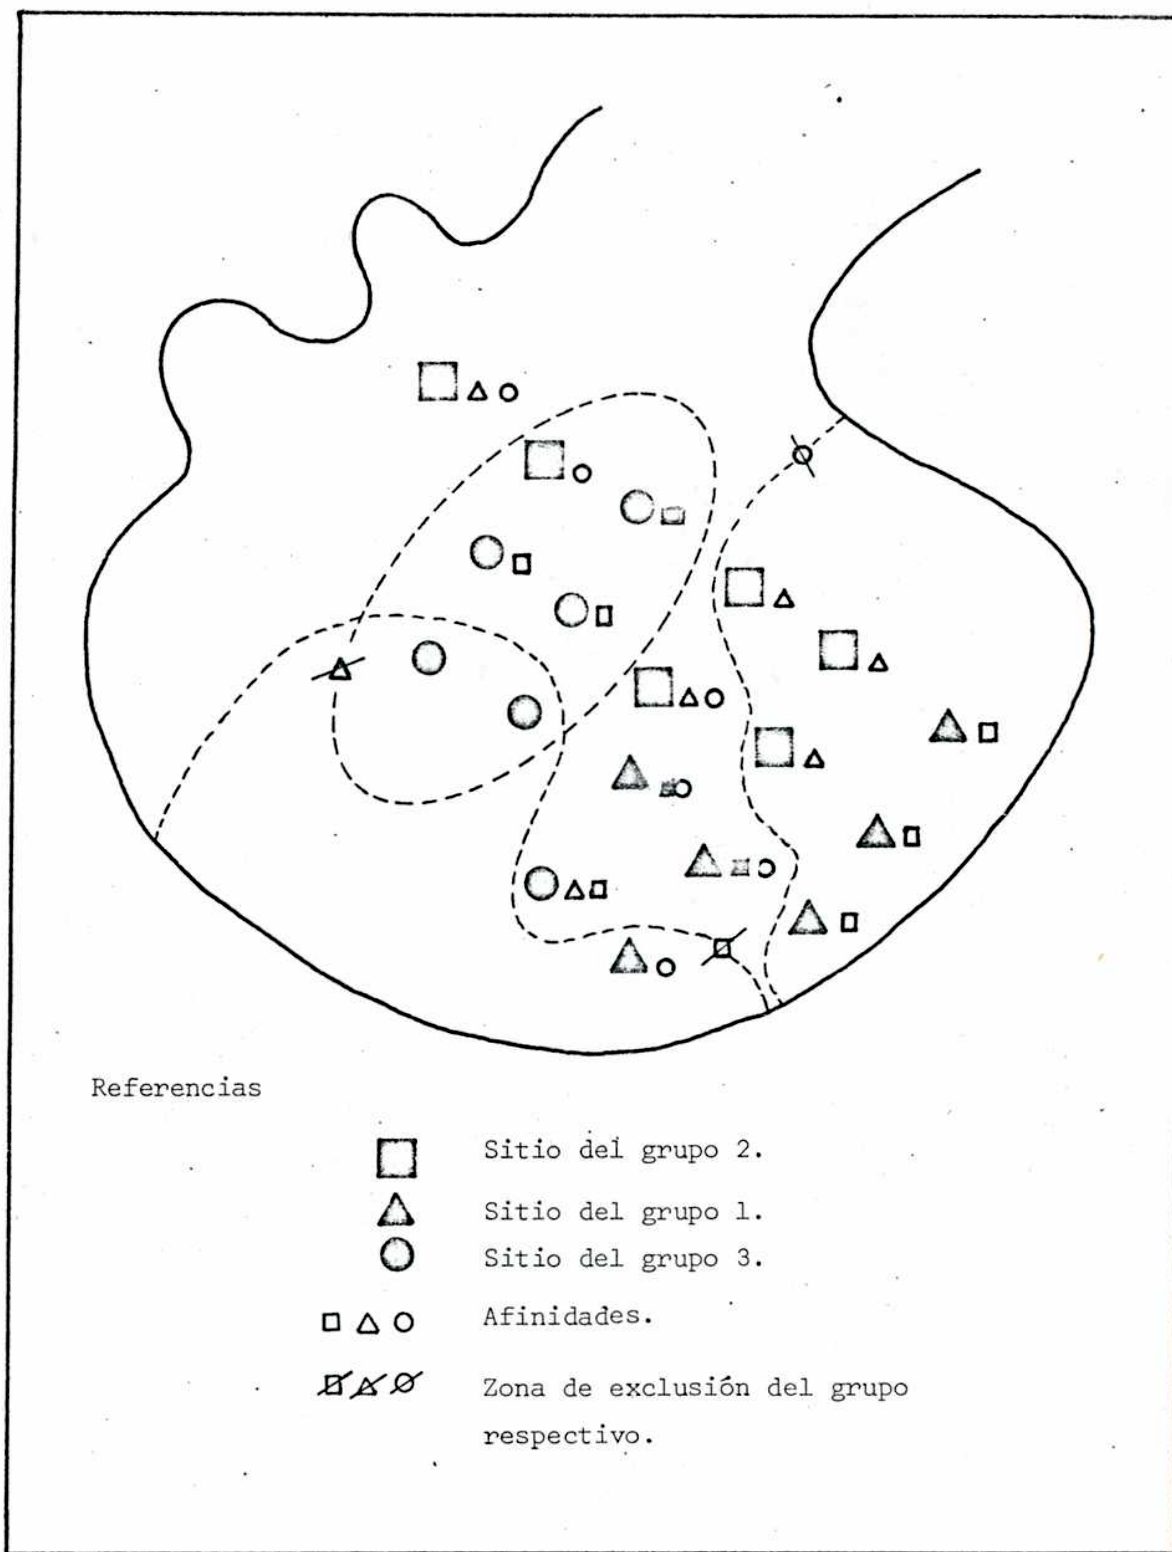 Referencias
Sitio del grupo 2.
Sitio del grupo 1.
Sitio del grupo 3.
Afinidades.
Zona de exclusión del grupo
respectivo.